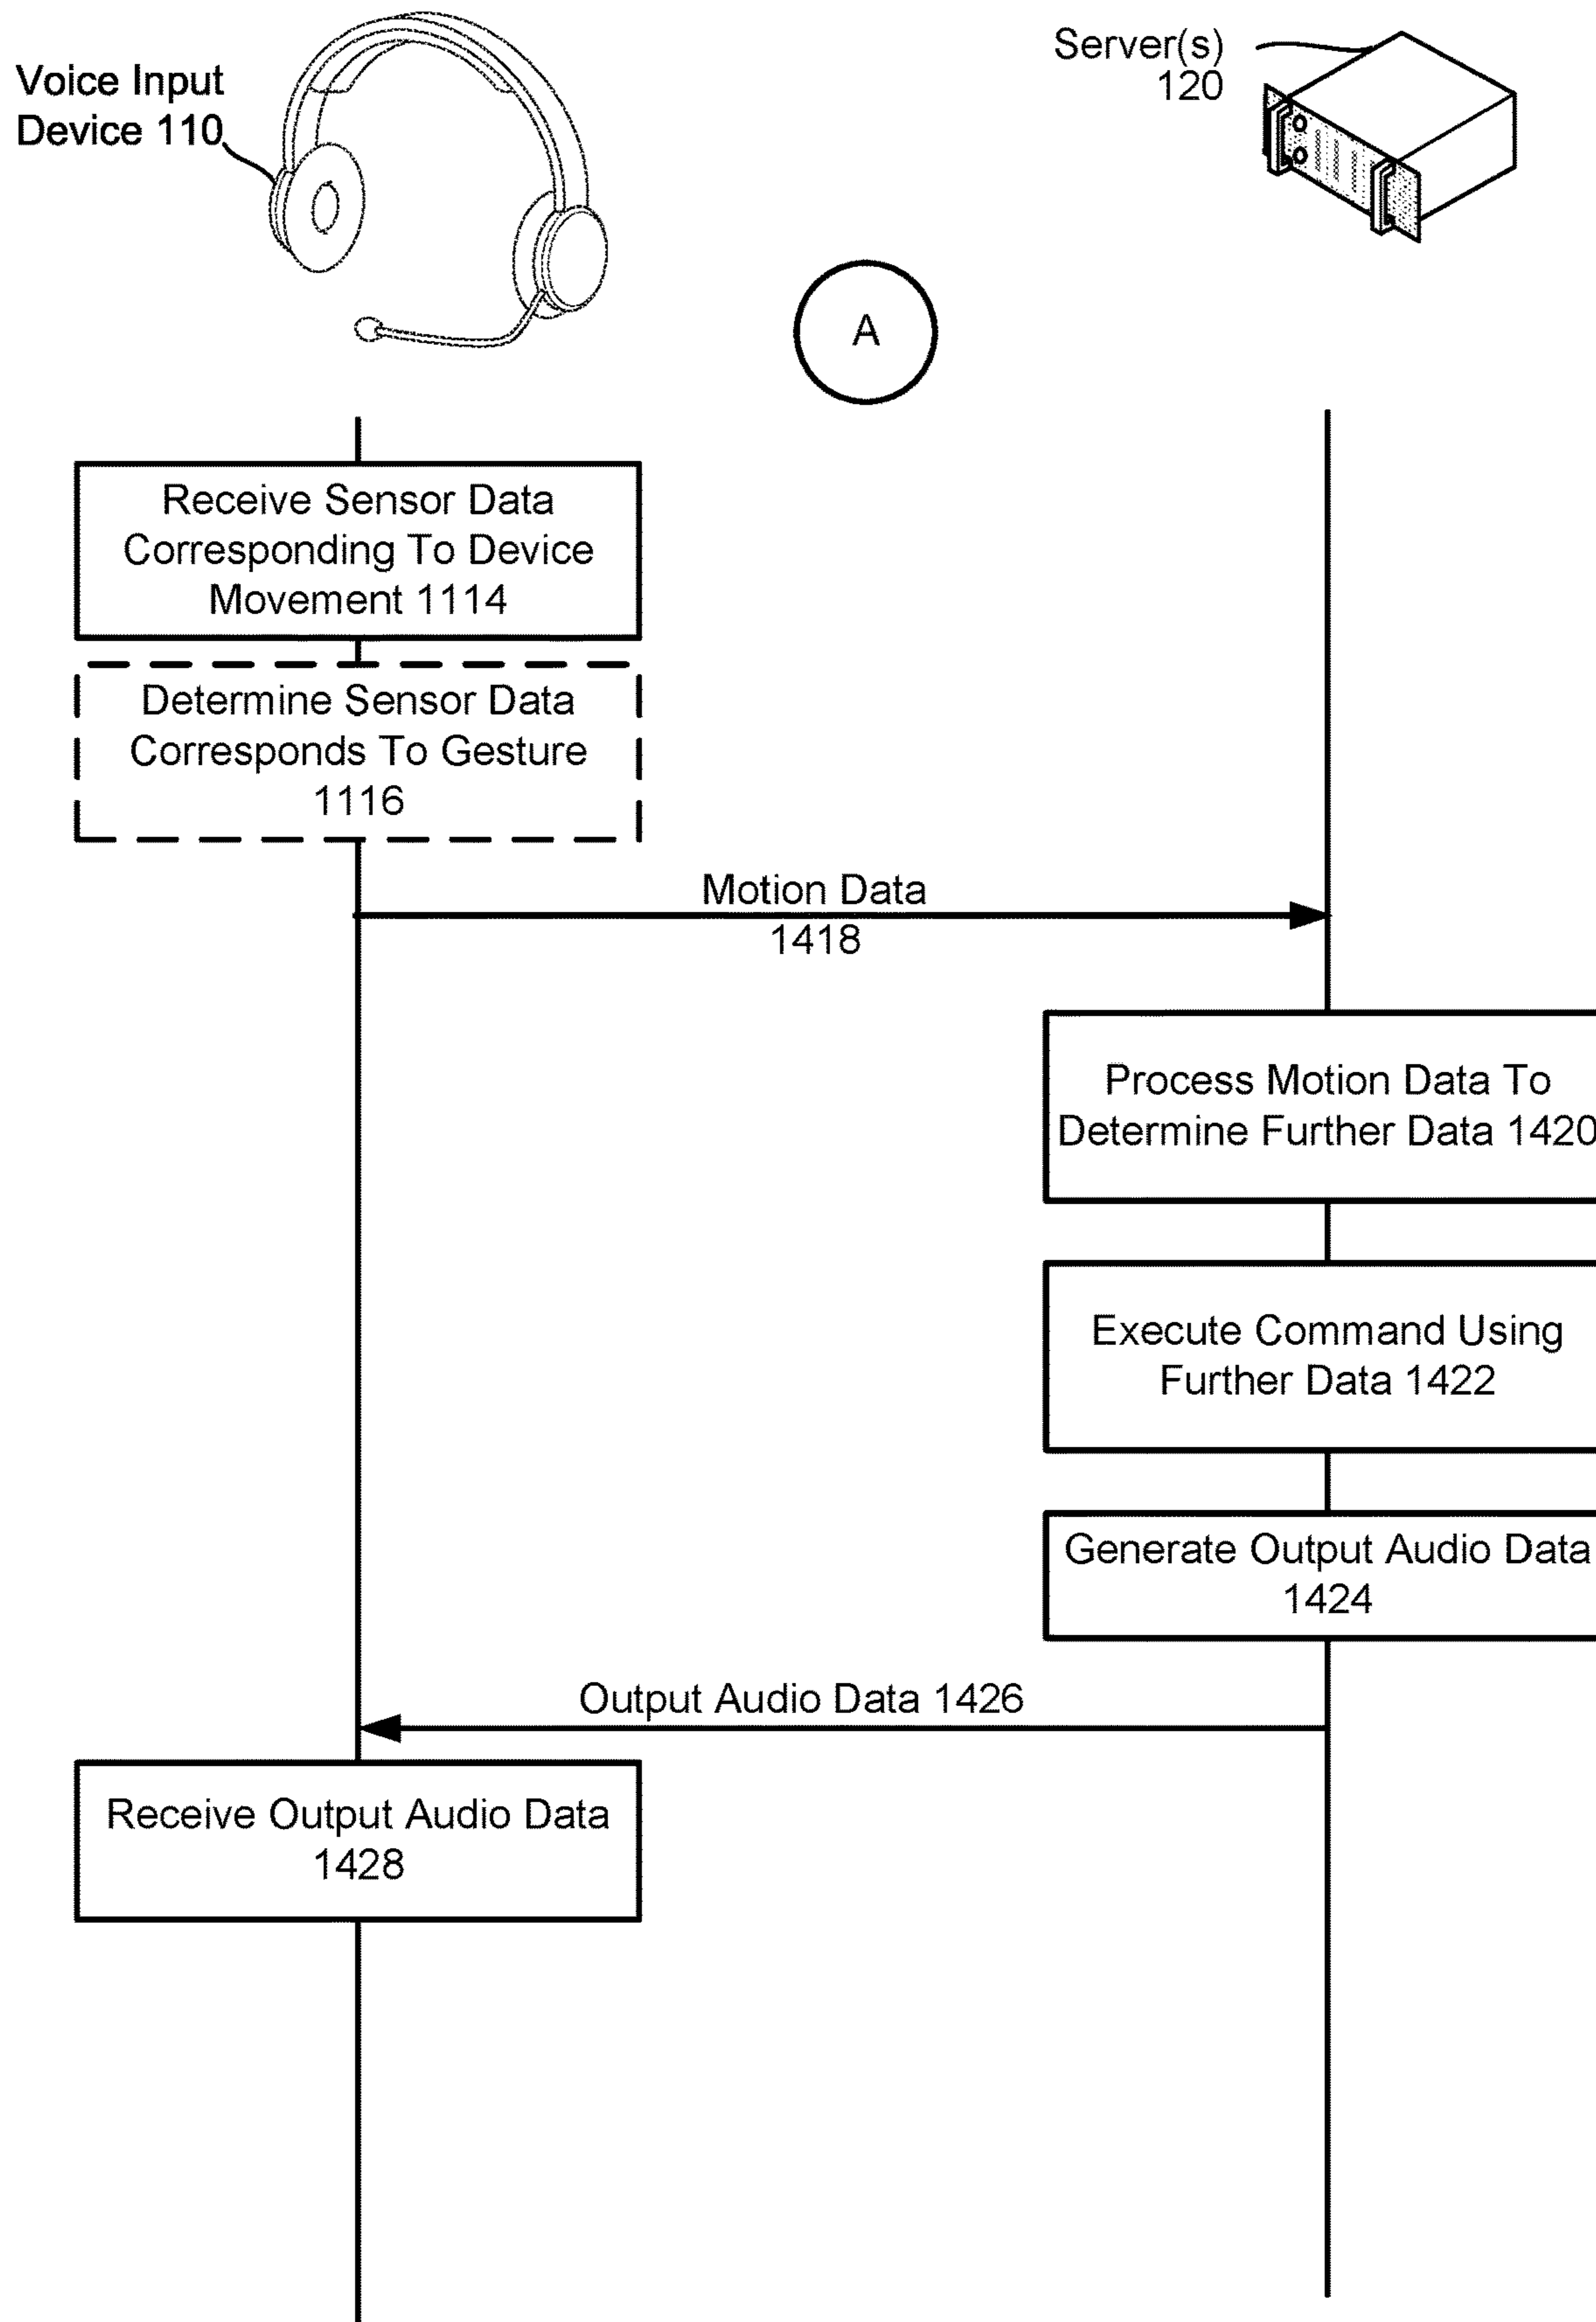 Voice Input
Device 110
Server(s)
120
A
Receive Sensor Data
Corresponding To Device
Movement 1114
Determine Sensor Data
Corresponds To Gesture
1116
Motion Data
1418
Process Motion Data To
Determine Further Data 1420
Execute Command Using
Further Data 1422
Generate Output Audio Data
1424
Output Audio Data 1426
Receive Output Audio Data
1428